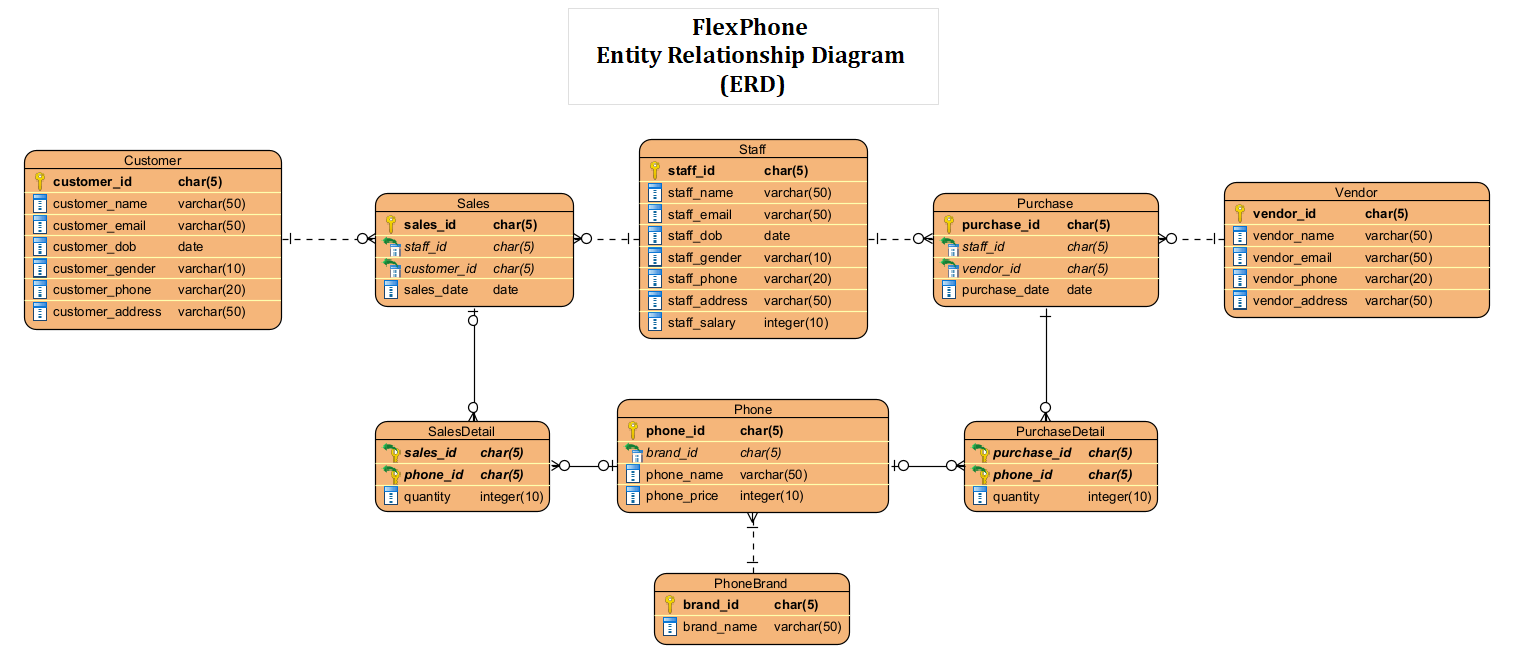 FlexPhone
Entity Relationship Diagram
(ERD)
Customer
customer_id char(5)
customer_name varchar(50)
customer_email varchar(50)
customer_dob date
customer_gender varchar(10)
customer_phone varchar(20)
customer_address varchar(50)
Sales
sales_id char(5)
staff_id char(5)
customer_id char(5)
sales_date date
Staff
staff_id char(5)
staff_name varchar(50)
staff_email varchar(50)
staff_dob date
staff_gender varchar(10)
staff_phone varchar(20)
staff_address varchar(50)
staff_salary integer(10)
Purchase
purchase_id char(5)
staff_id char(5)
vendor_id char(5)
purchase_date date
Vendor
vendor_id char(5)
vendor_name varchar(50)
vendor_email varchar(50)
vendor_phone varchar(20)
vendor_address varchar(50)
SalesDetail
sales_id char(5)
phone_id char(5)
quantity integer(10)
Phone
phone_id char(5)
brand_id char(5)
phone_name varchar(50)
phone_price integer(10)
PurchaseDetail
purchase_id char(5)
phone_id char(5)
quantity integer(10)
PhoneBrand
brand_id char(5)
brand_name varchar(50)